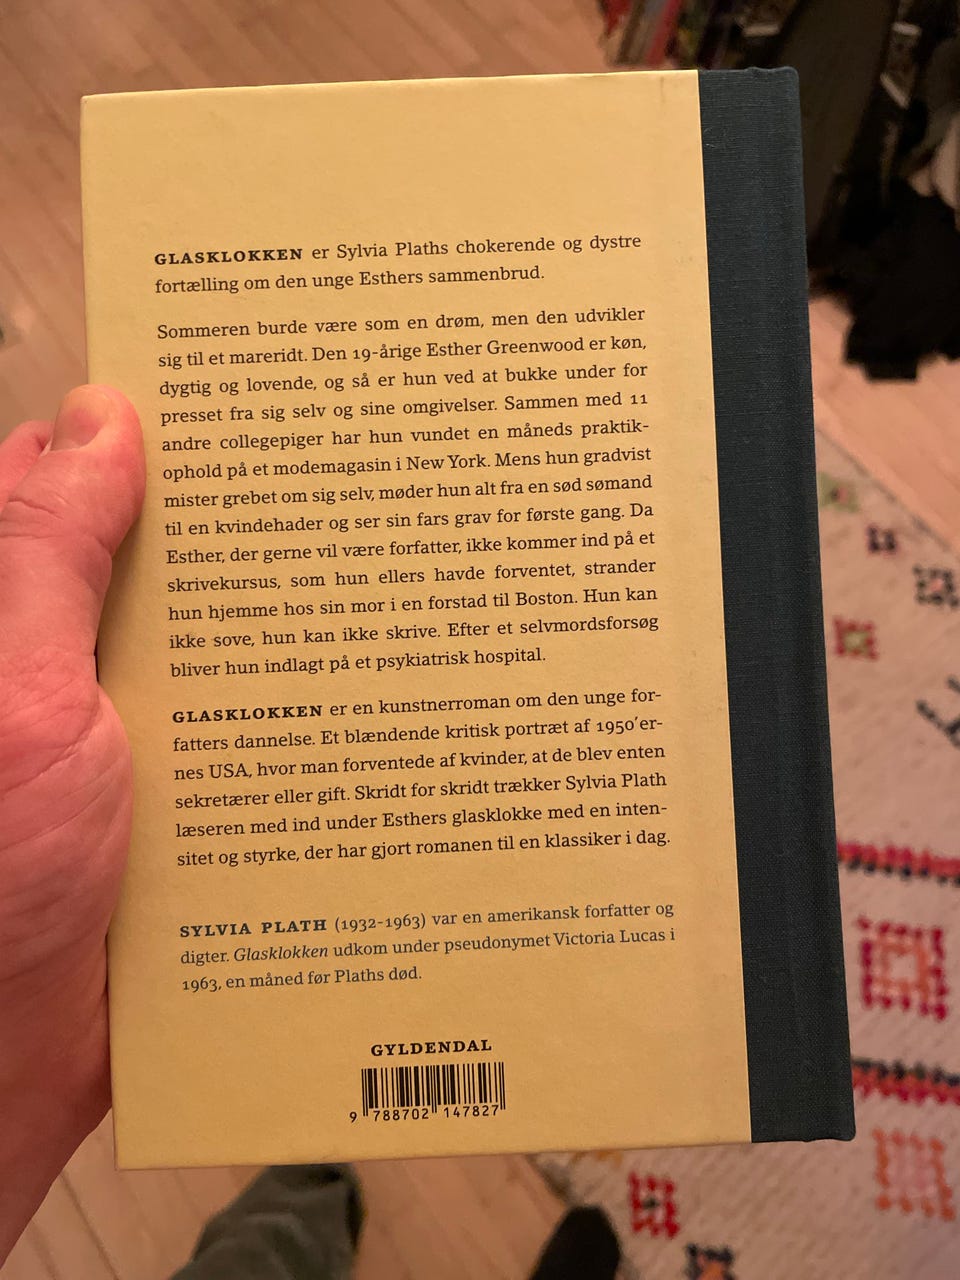 GLASKLOKKEN er Sylvia Plaths chokerende og dystre
fortælling om den unge Esthers sammenbrud.
Sommeren burde være som en drøm, men den udvikler
sig til et mareridt. Den 19-årige Esther Greenwood er køn,
dygtig og lovende, og så er hun ved at bukke under for
presset fra sig selv og sine omgivelser. Sammen med 11
andre collegepiger har hun vundet en måneds praktik-
ophold på et modemagasin i New York. Mens hun gradvist
mister grebet om sig selv, møder hun alt fra en sød sømand
til en kvindehader og ser sin fars grav for første gang. Da
Esther, der gerne vil være forfatter, ikke kommer ind på et
skrivekursus, som hun ellers havde forventet, strander
hun hjemme hos sin mor i en forstad til Boston. Hun kan
ikke sove, hun kan ikke skrive. Efter et selvmordsforsøg
bliver hun indlagt på et psykiatrisk hospital.
GLASKLOKKEN er en kunstnerroman om den unge for-
fatters dannelse. Et blændende kritisk portræt af 1950'er-
nes USA, hvor man forventede af kvinder, at de blev enten
sekretærer eller gift. Skridt for skridt trækker Sylvia Plath
læseren med ind under Esthers glasklokke med en inten-
sitet og styrke, der har gjort romanen til en klassiker i dag.
SYLVIA PLATH (1932-1963) var en amerikansk forfatter og
digter. Glasklokken udkom under pseudonymet Victoria Lucas i
1963, en måned før Plaths død.
GYLDENDAL
9 788702 147827